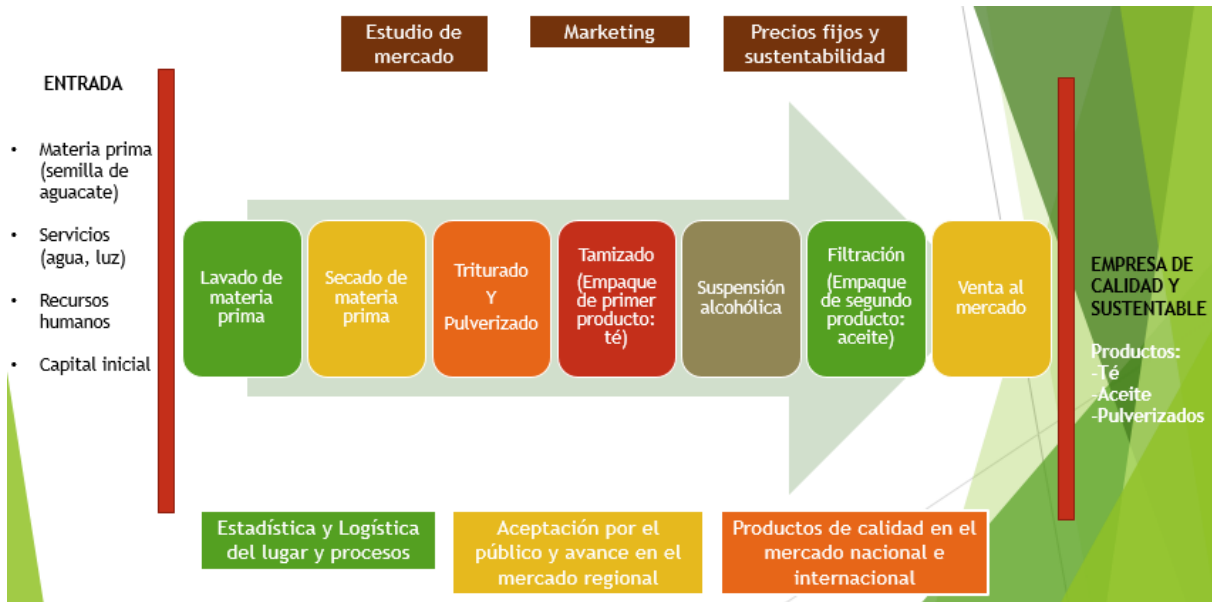 Estudio de
mercado
Marketing
Precios fijos y
sustentabilidad
ENTRADA
• Materia prima
(semilla de
aguacate)
• Servicios
(agua, luz)
• Recursos
humanos
• Capital inicial
Lavado de
materia
prima
Secado de
materia
prima
Triturado
Y
Pulverizado
Tamizado
(Empaque
de primer
producto:
té)
Suspensión
alcohólica
Filtración
(Empaque
de segundo
producto:
aceite)
Venta al
mercado
EMPRESA DE
CALIDAD Y
SUSTENTABLE
Productos:
-Té
-Aceite
-Pulverizados
Estadística y Logística
del lugar y procesos
Aceptación por el
público y avance en el
mercado regional
Productos de calidad en el
mercado nacional e
internacional